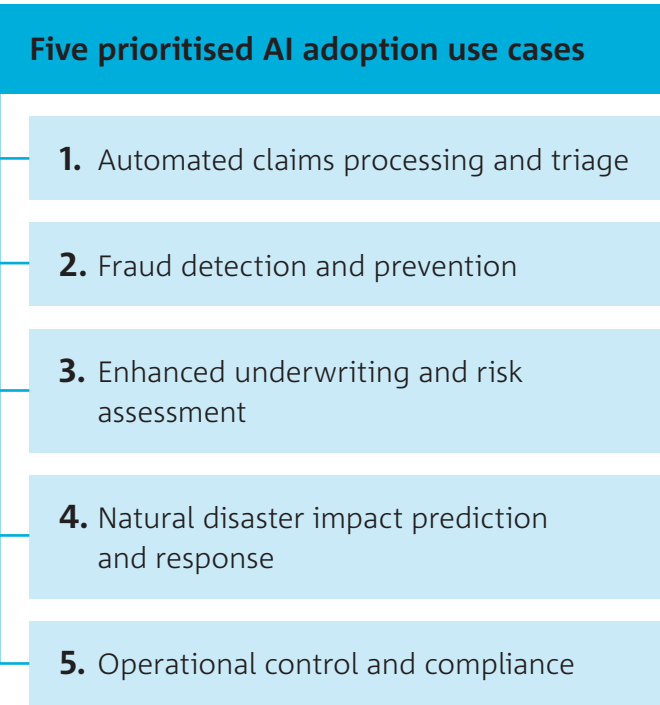 Five prioritised AI adoption use cases
1. Automated claims processing and triage
2. Fraud detection and prevention
3. Enhanced underwriting and risk
assessment
4. Natural disaster impact prediction
and response
5. Operational control and compliance